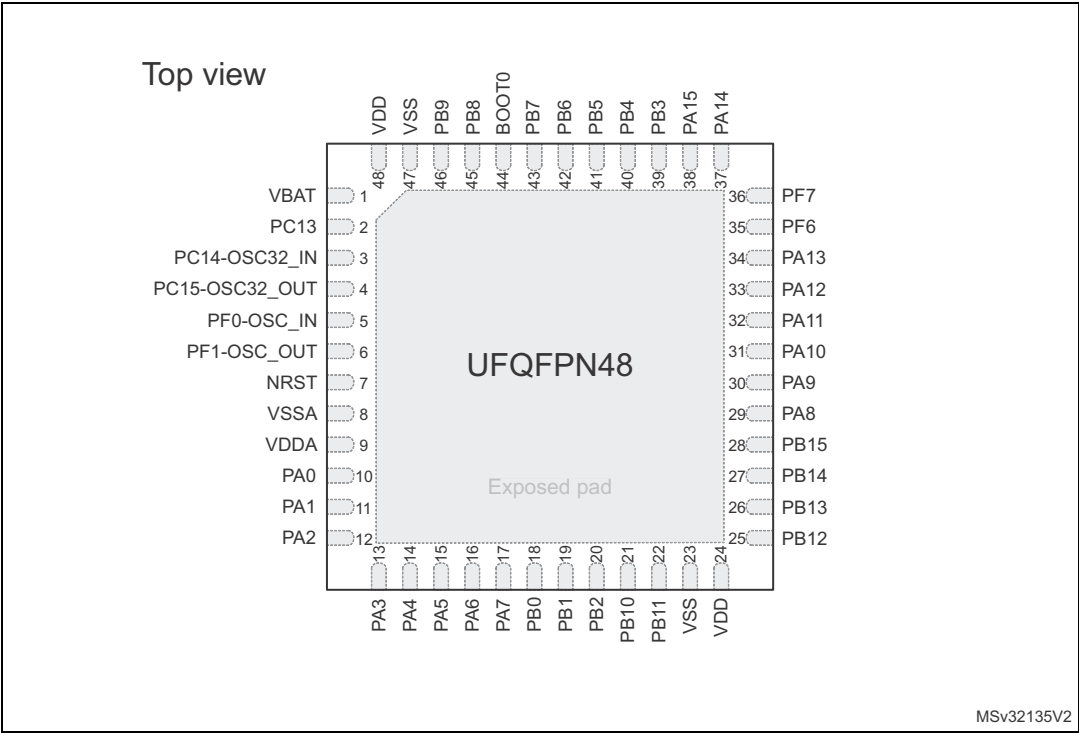 Top view
VDD
VSS
PB9
PB8
BOOT0
PB7
PB6
PB5
PB4
PB3
PA15
PA14
48
47
46
45
44
43
42
41
40
39
38
37
VBAT 1
PC13 2
PC14-OSC32_IN 3
PC15-OSC32_OUT 4
PF0-OSC_IN 5
PF1-OSC_OUT 6
NRST 7
VSSA 8
VDDA 9
PA0 10
PA1 11
PA2 12
UFQFPN48
Exposed pad
36 PF7
35 PF6
34 PA13
33 PA12
32 PA11
31 PA10
30 PA9
29 PA8
28 PB15
27 PB14
26 PB13
25 PB12
13
14
15
16
17
18
19
20
21
22
23
24
PA3
PA4
PA5
PA6
PA7
PB0
PB1
PB2
PB10
PB11
VSS
VDD
MSv32135V2